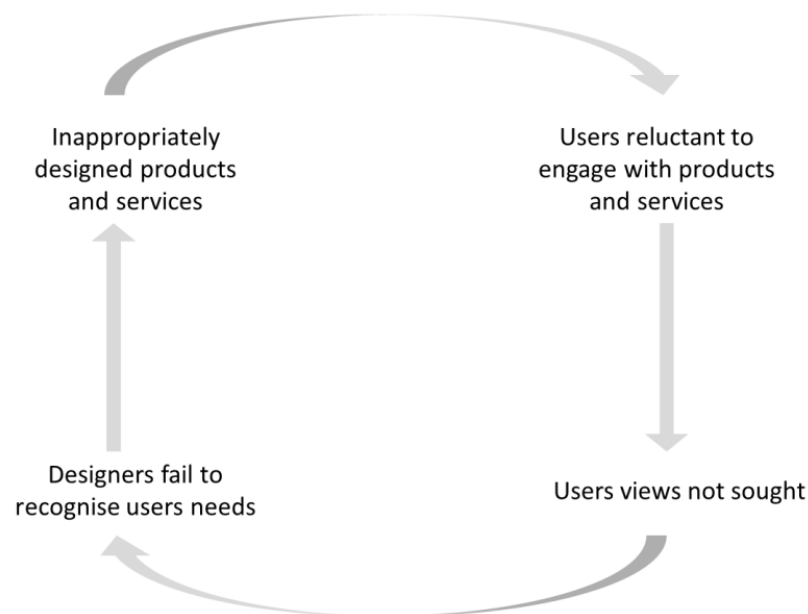 Inappropriately
designed products
and services
Users reluctant to
engage with products
and services
Designers fail to
recognise users needs
Users views not sought